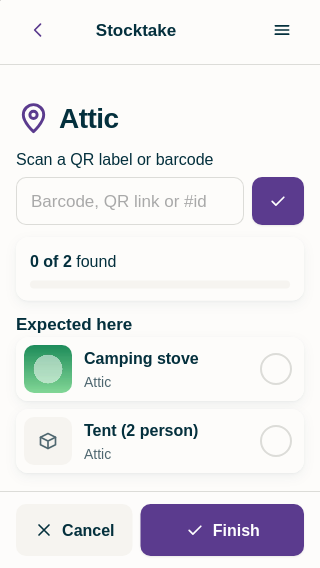 Stocktake
Attic
Scan a QR label or barcode
Barcode, QR link or #id
0 of 2 found
Expected here
Camping stove
Attic
Tent (2 person)
Attic
Cancel
Finish